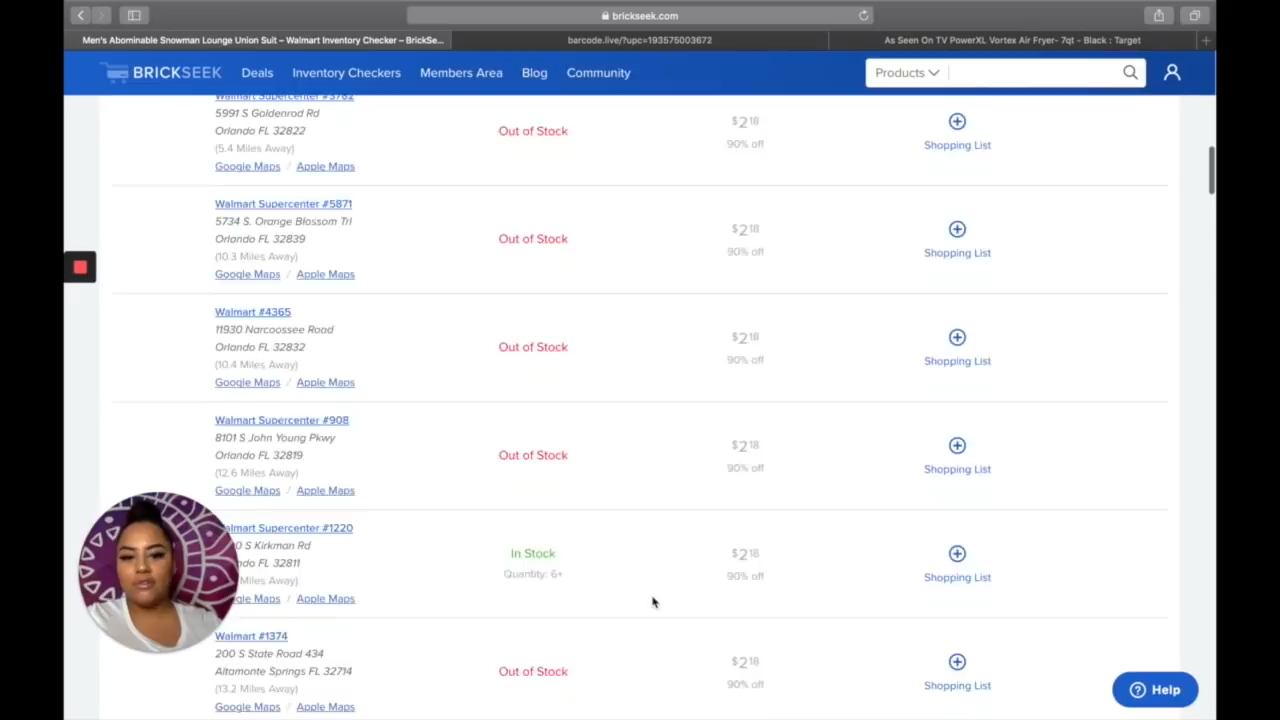 brickseek.com
Men's Abominable Snowman Lounge Union Suit – Walmart Inventory Checker – BrickSe...
barcode.live/?upc=193575003672
As Seen On TV PowerXL Vortex Air Fryer- 7qt - Black : Target
BRICKSEEK Deals Inventory Checkers Members Area Blog Community Products
Walmart Supercenter #3782
5991 S Goldenrod Rd
Orlando FL 32822
(5.4 Miles Away)
Google Maps / Apple Maps
Out of Stock
$2 18
90% off
Shopping List
Walmart Supercenter #5871
5734 S. Orange Blossom Trl
Orlando FL 32839
(10.3 Miles Away)
Google Maps / Apple Maps
Out of Stock
$2 18
90% off
Shopping List
Walmart #4365
11930 Narcoossee Road
Orlando FL 32832
(10.4 Miles Away)
Google Maps / Apple Maps
Out of Stock
$2 18
90% off
Shopping List
Walmart Supercenter #908
8101 S John Young Pkwy
Orlando FL 32819
(12.6 Miles Away)
Google Maps / Apple Maps
Out of Stock
$2 18
90% off
Shopping List
Supercenter #1220
S Kirkman Rd
FL 32811
Miles Away)
Maps / Apple Maps
In Stock
Quantity: 6+
$2 18
90% off
Shopping List
Walmart #1374
200 S State Road 434
Altamonte Springs FL 32714
(13.2 Miles Away)
Google Maps / Apple Maps
Out of Stock
$2 18
90% off
Shopping List
Help